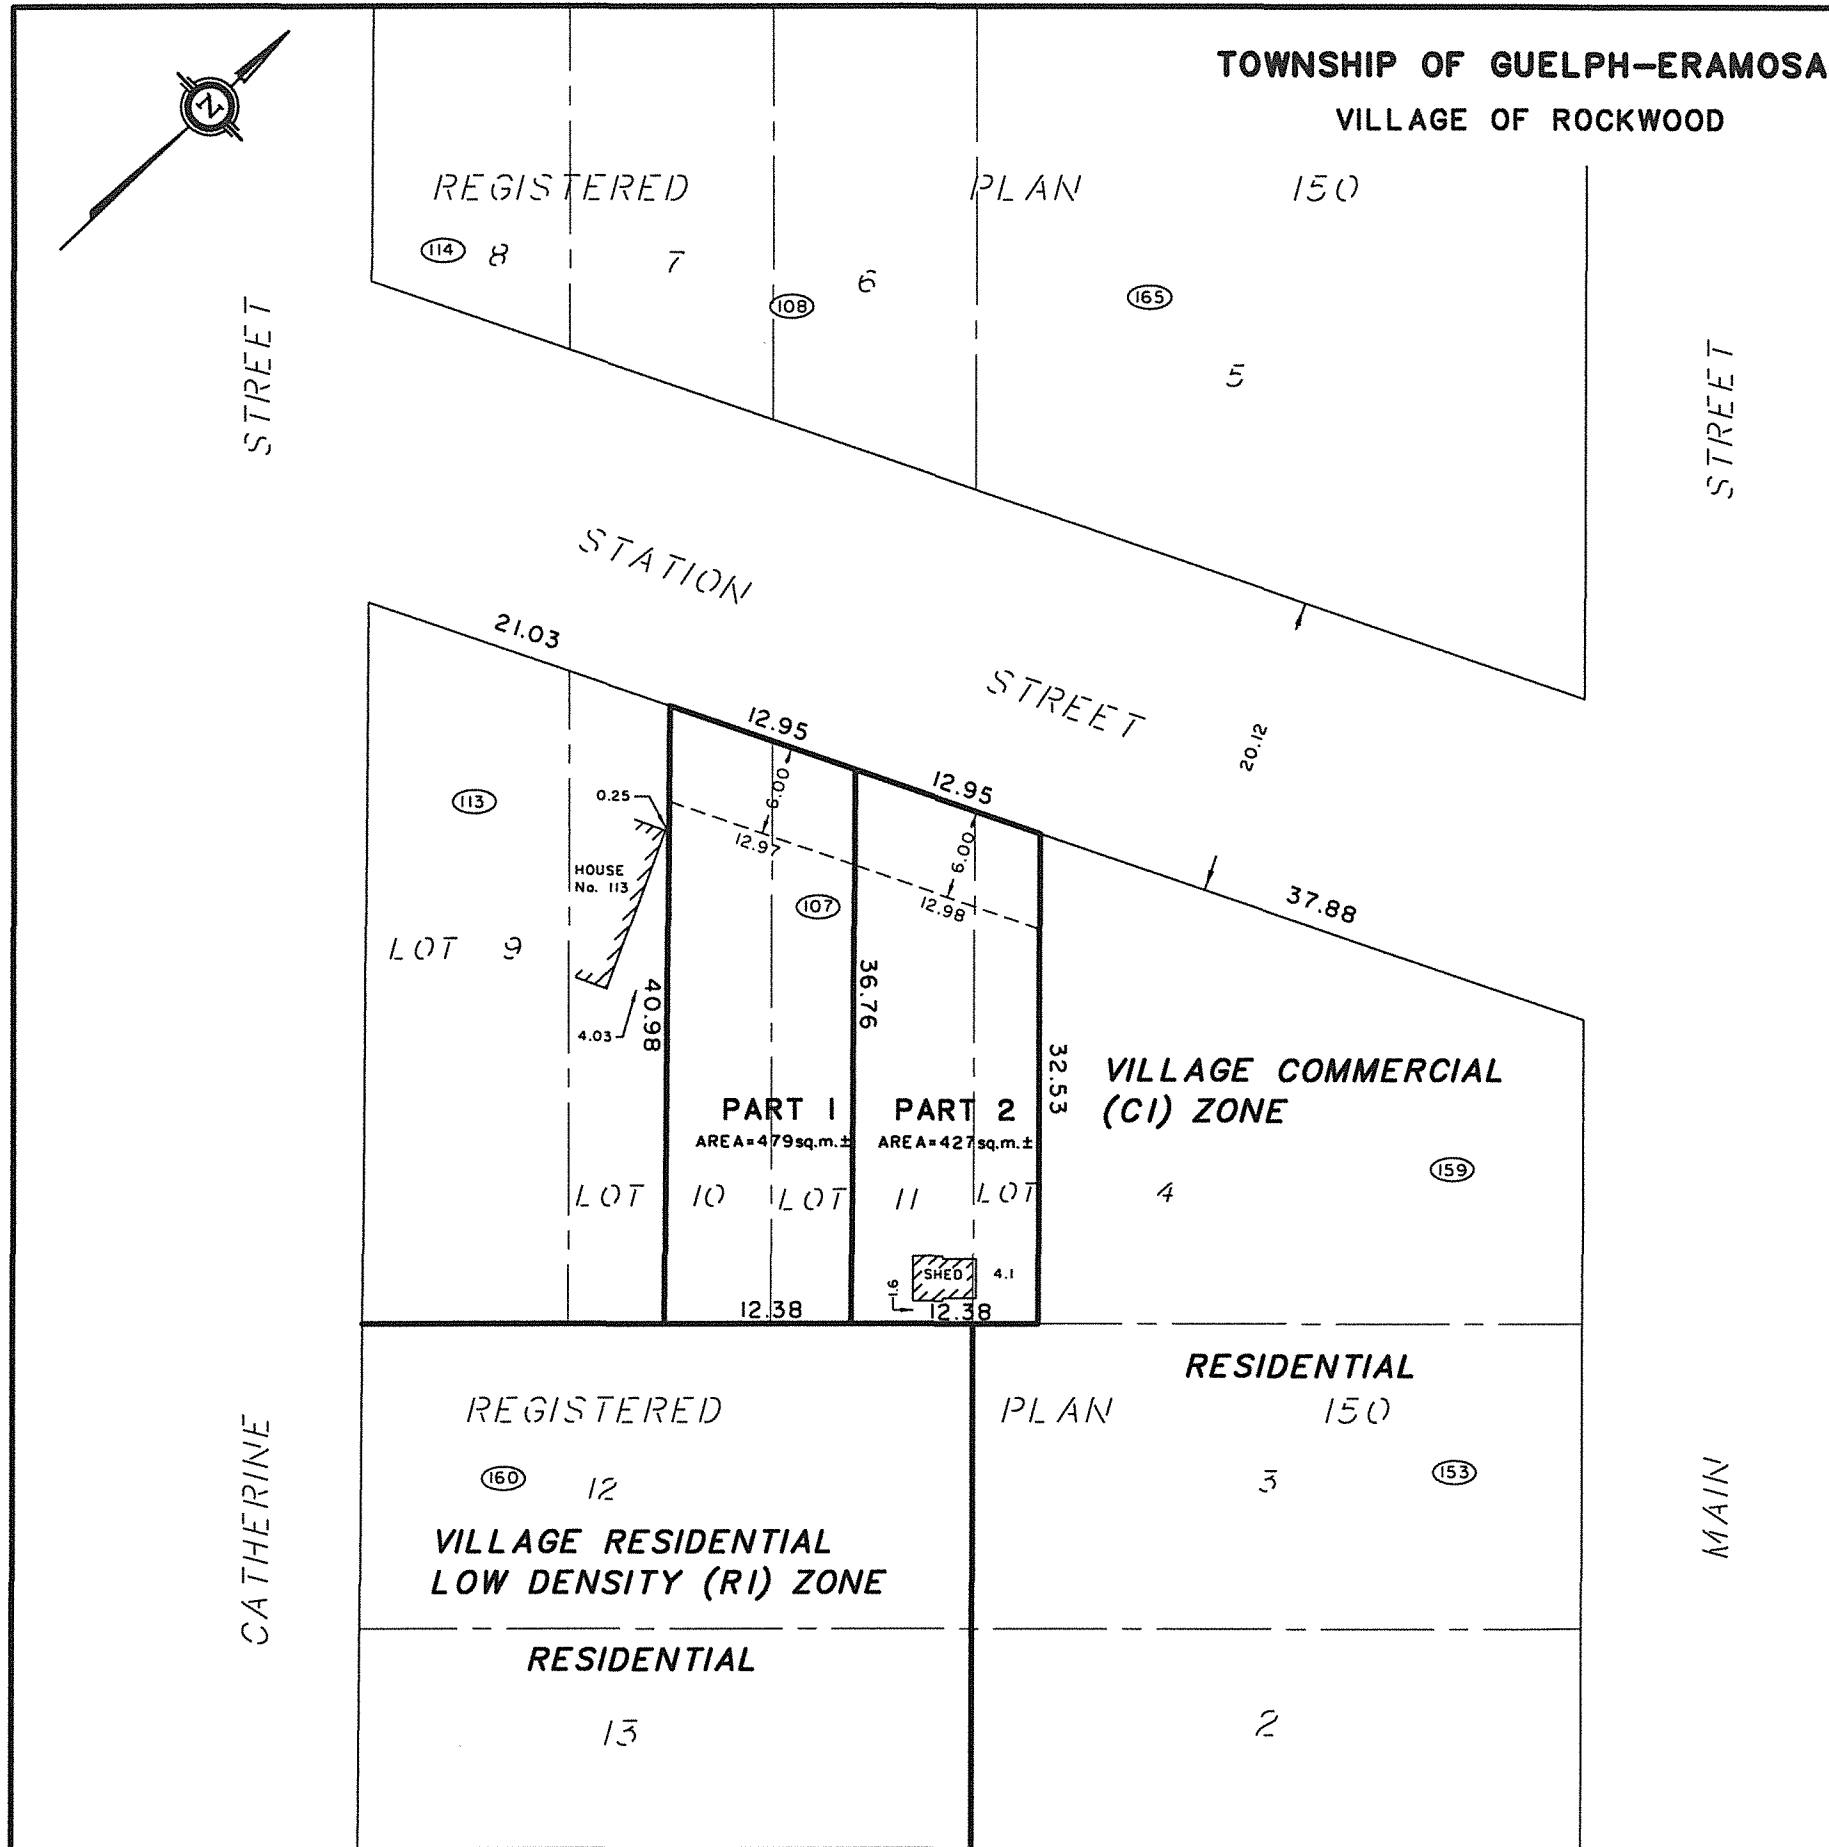 TOWNSHIP OF GUELPH-ERAMOSA
VILLAGE OF ROCKWOOD
N
REGISTERED PLAN 150
114 8 7 6 165
108
5
STREET
STREET
STATION STREET
21.03
12.95
12.95
20.12
37.88
6.00
6.00
12.97
12.98
0.25
113
HOUSE
No. 113
107
LOT 9
4.03
40.98
36.76
32.53
VILLAGE COMMERCIAL
(C1) ZONE
PART 1
AREA=479sq.m.±
PART 2
AREA=427sq.m.±
159
LOT 10 LOT 11 LOT 4
SHED 4.1
1.6
12.38
12.38
RESIDENTIAL
REGISTERED PLAN 150
160 12
3 153
VILLAGE RESIDENTIAL
LOW DENSITY (R1) ZONE
RESIDENTIAL
13
2
CATHERINE
MAIN